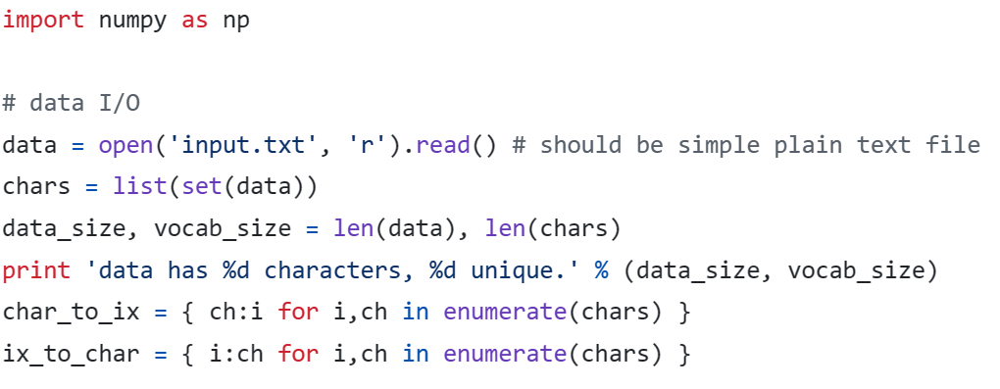 import numpy as np
# data I/O
data = open('input.txt', 'r').read() # should be simple plain text file
chars = list(set(data))
data_size, vocab_size = len(data), len(chars)
print 'data has %d characters, %d unique.' % (data_size, vocab_size)
char_to_ix = { ch:i for i,ch in enumerate(chars) }
ix_to_char = { i:ch for i,ch in enumerate(chars) }